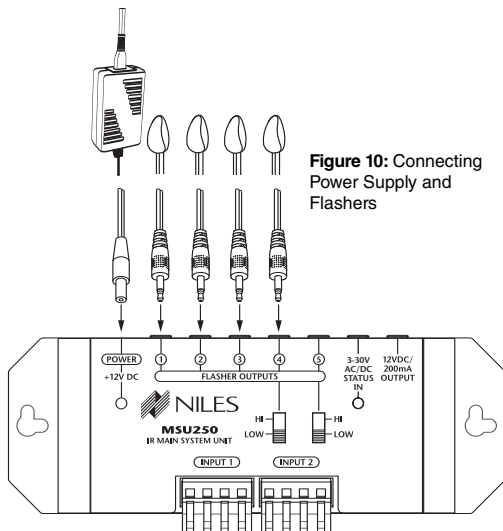 Figure 10: Connecting
Power Supply and
Flashers
POWER
+12V DC
1 2 3 4 5
FLASHER OUTPUTS
3-30V
AC/DC
STATUS
IN
12VDC/
200mA
OUTPUT
NILES
MSU250
IR MAIN SYSTEM UNIT
HI
LOW
HI
LOW
INPUT 1
INPUT 2